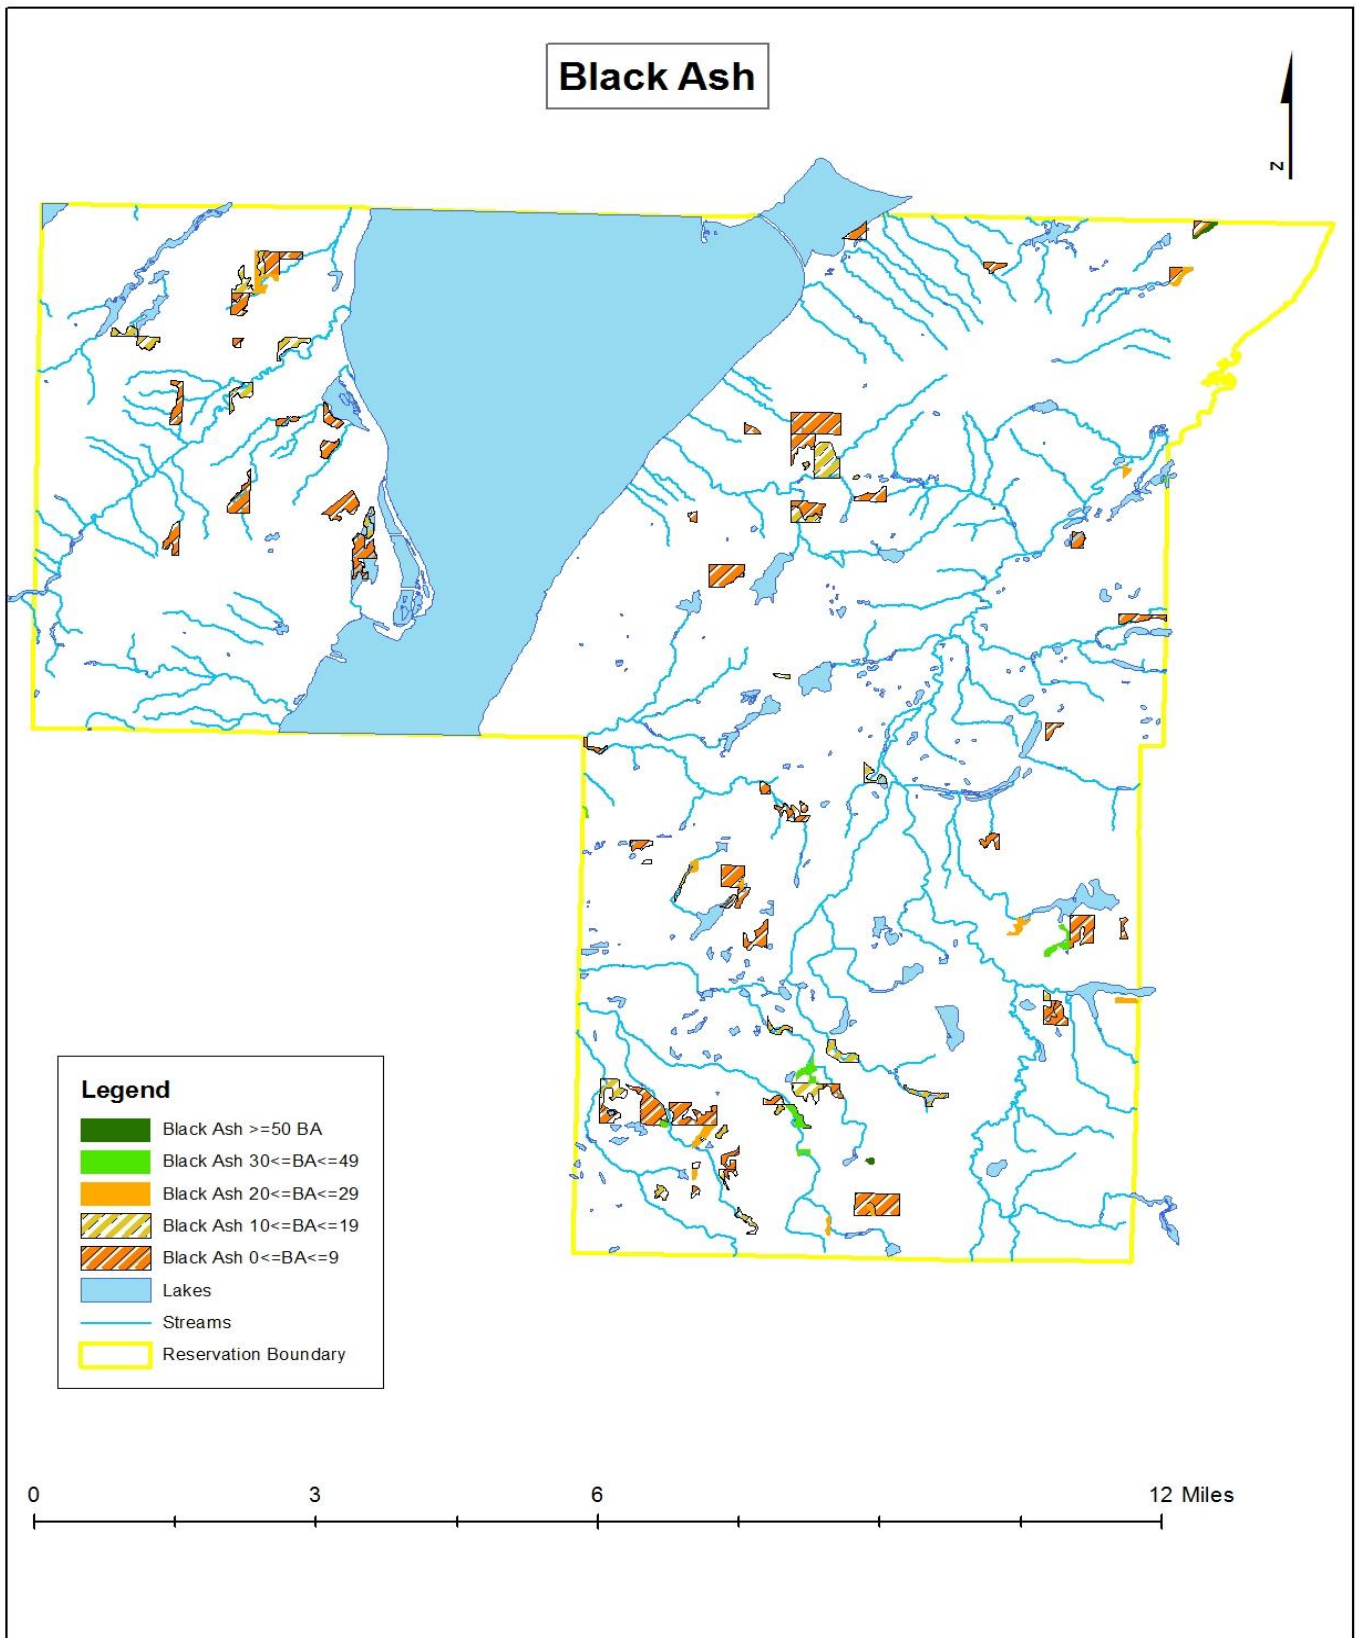 Black Ash
N
Legend
Black Ash >=50 BA
Black Ash 30<=BA<=49
Black Ash 20<=BA<=29
Black Ash 10<=BA<=19
Black Ash 0<=BA<=9
Lakes
Streams
Reservation Boundary
0 3 6 12 Miles